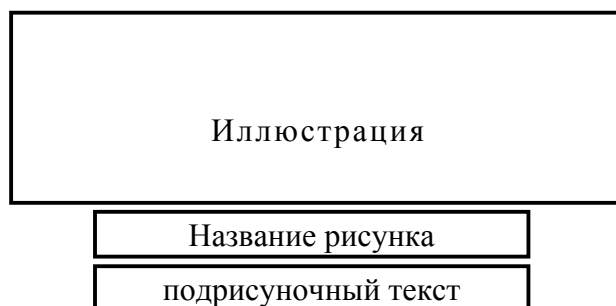 Иллюстрация
Название рисунка
подрисуночный текст